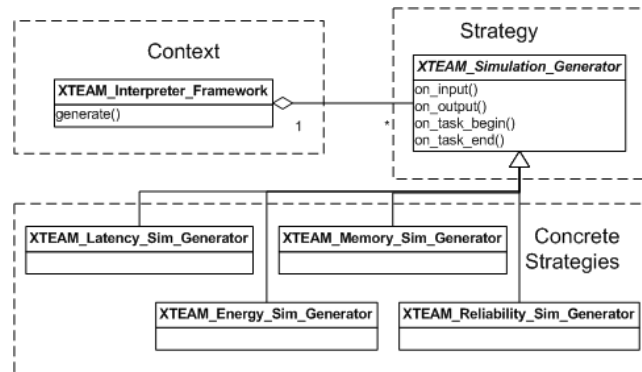 Context
XTEAM_Interpreter_Framework
generate()
1
*
Strategy
XTEAM_Simulation_Generator
on_input()
on_output()
on_task_begin()
on_task_end()
XTEAM_Latency_Sim_Generator
XTEAM_Memory_Sim_Generator
Concrete
Strategies
XTEAM_Energy_Sim_Generator
XTEAM_Reliability_Sim_Generator